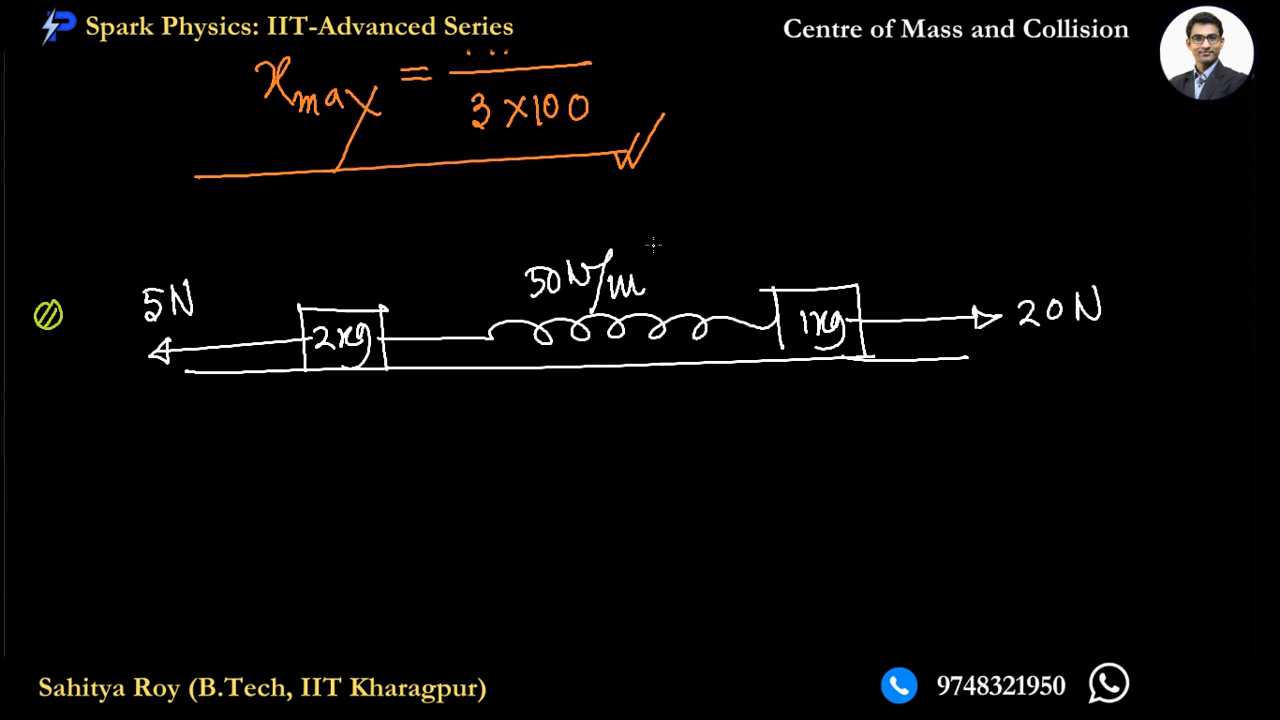 Spark Physics: IIT-Advanced Series
Centre of Mass and Collision
xmax = 
3 x 100
50 N/m
5N
2kg
1kg
20N
Sahitya Roy (B.Tech, IIT Kharagpur)
9748321950